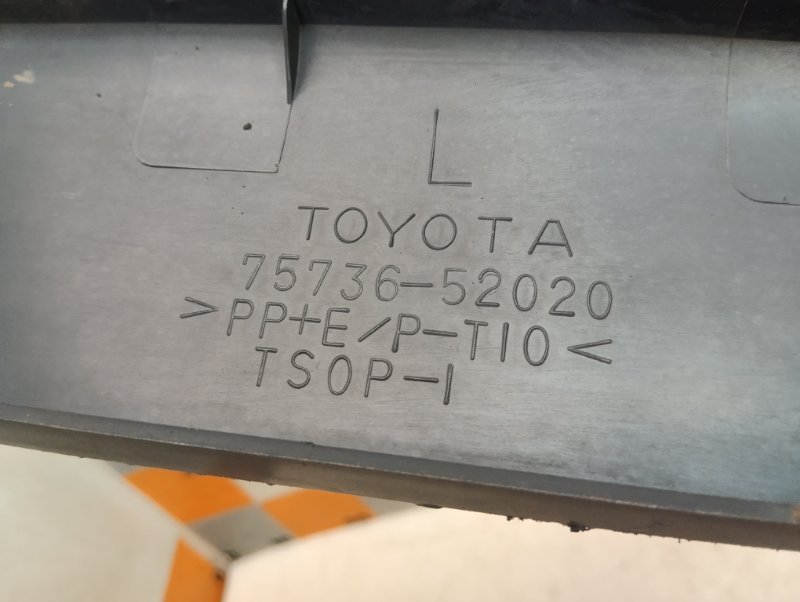 L
TOYOTA
75736-52020
>PP+E/P-T10<
TSOP-1